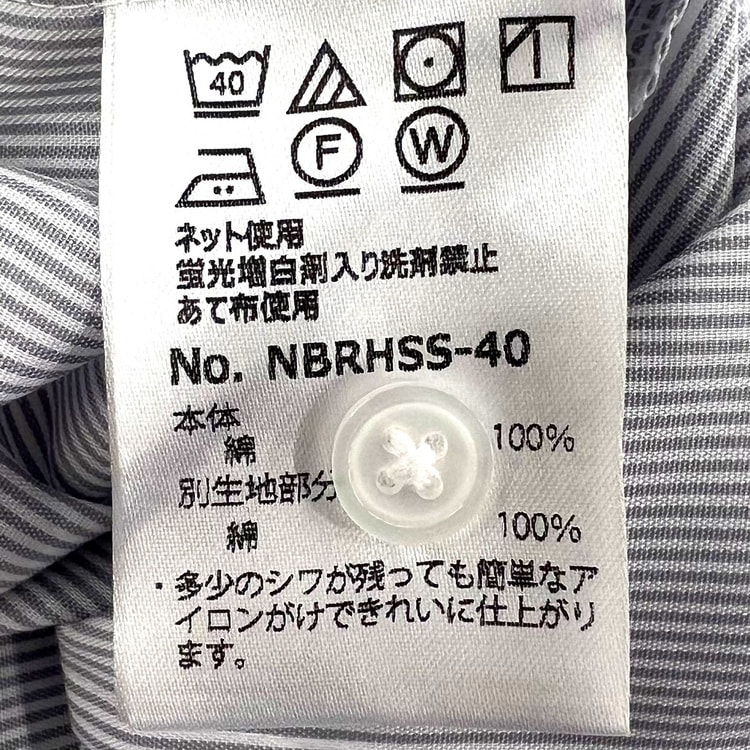 40
F W
ネット使用
蛍光増白剤入り洗剤禁止
あて布使用
No. NBRHSS-40
本体
綿 100%
別生地部分
綿 100%
・多少のシワが残っても簡単なア
イロンがけできれいに仕上がり
ます。